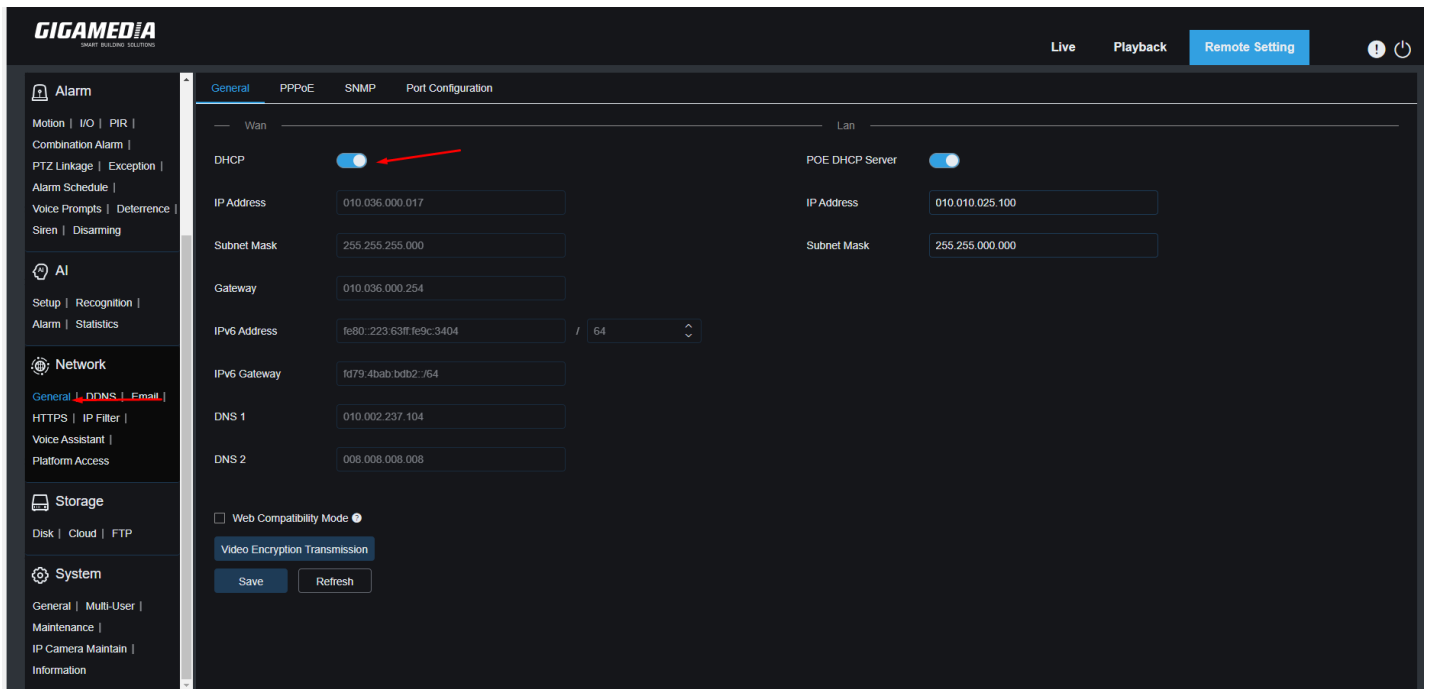 GIGAMEDIA
SMART BUILDING SOLUTIONS
Live Playback Remote Setting
Alarm
Motion | I/O | PIR |
Combination Alarm |
PTZ Linkage | Exception |
Alarm Schedule |
Voice Prompts | Deterrence |
Siren | Disarming
AI
Setup | Recognition |
Alarm | Statistics
Network
General | DDNS | Email |
HTTPS | IP Filter |
Voice Assistant |
Platform Access
Storage
Disk | Cloud | FTP
System
General | Multi-User |
Maintenance |
IP Camera Maintain |
Information
General PPPoE SNMP Port Configuration
Wan
DHCP
IP Address 010.036.000.017
Subnet Mask 255.255.255.000
Gateway 010.036.000.254
IPv6 Address fe80::223:63ff:fe9c:3404 / 64
IPv6 Gateway fd79:4bab:bdb2::/64
DNS 1 010.002.237.104
DNS 2 008.008.008.008
Web Compatibility Mode ?
Video Encryption Transmission
Save Refresh
Lan
POE DHCP Server
IP Address 010.010.025.100
Subnet Mask 255.255.000.000